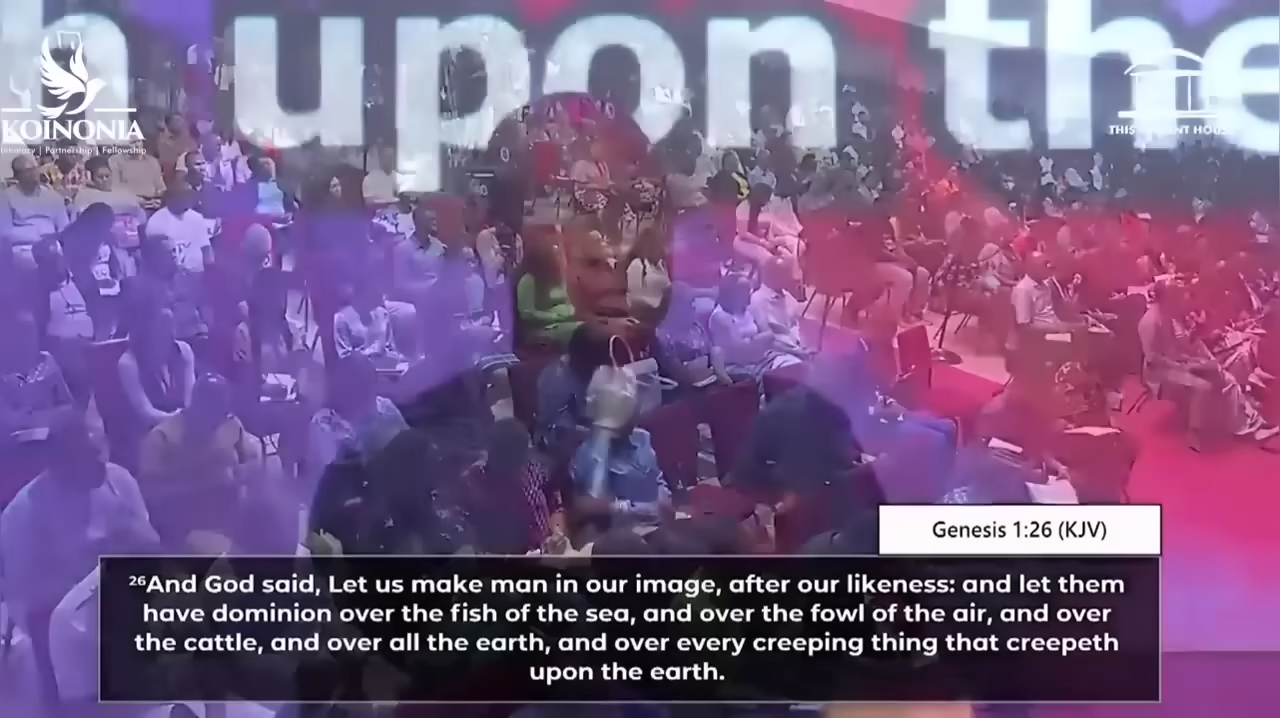 h upon the
KOINONIA
Intimacy | Partnership | Fellowship
Genesis 1:26 (KJV)
²⁶And God said, Let us make man in our image, after our likeness: and let them
have dominion over the fish of the sea, and over the fowl of the air, and over
the cattle, and over all the earth, and over every creeping thing that creepeth
upon the earth.